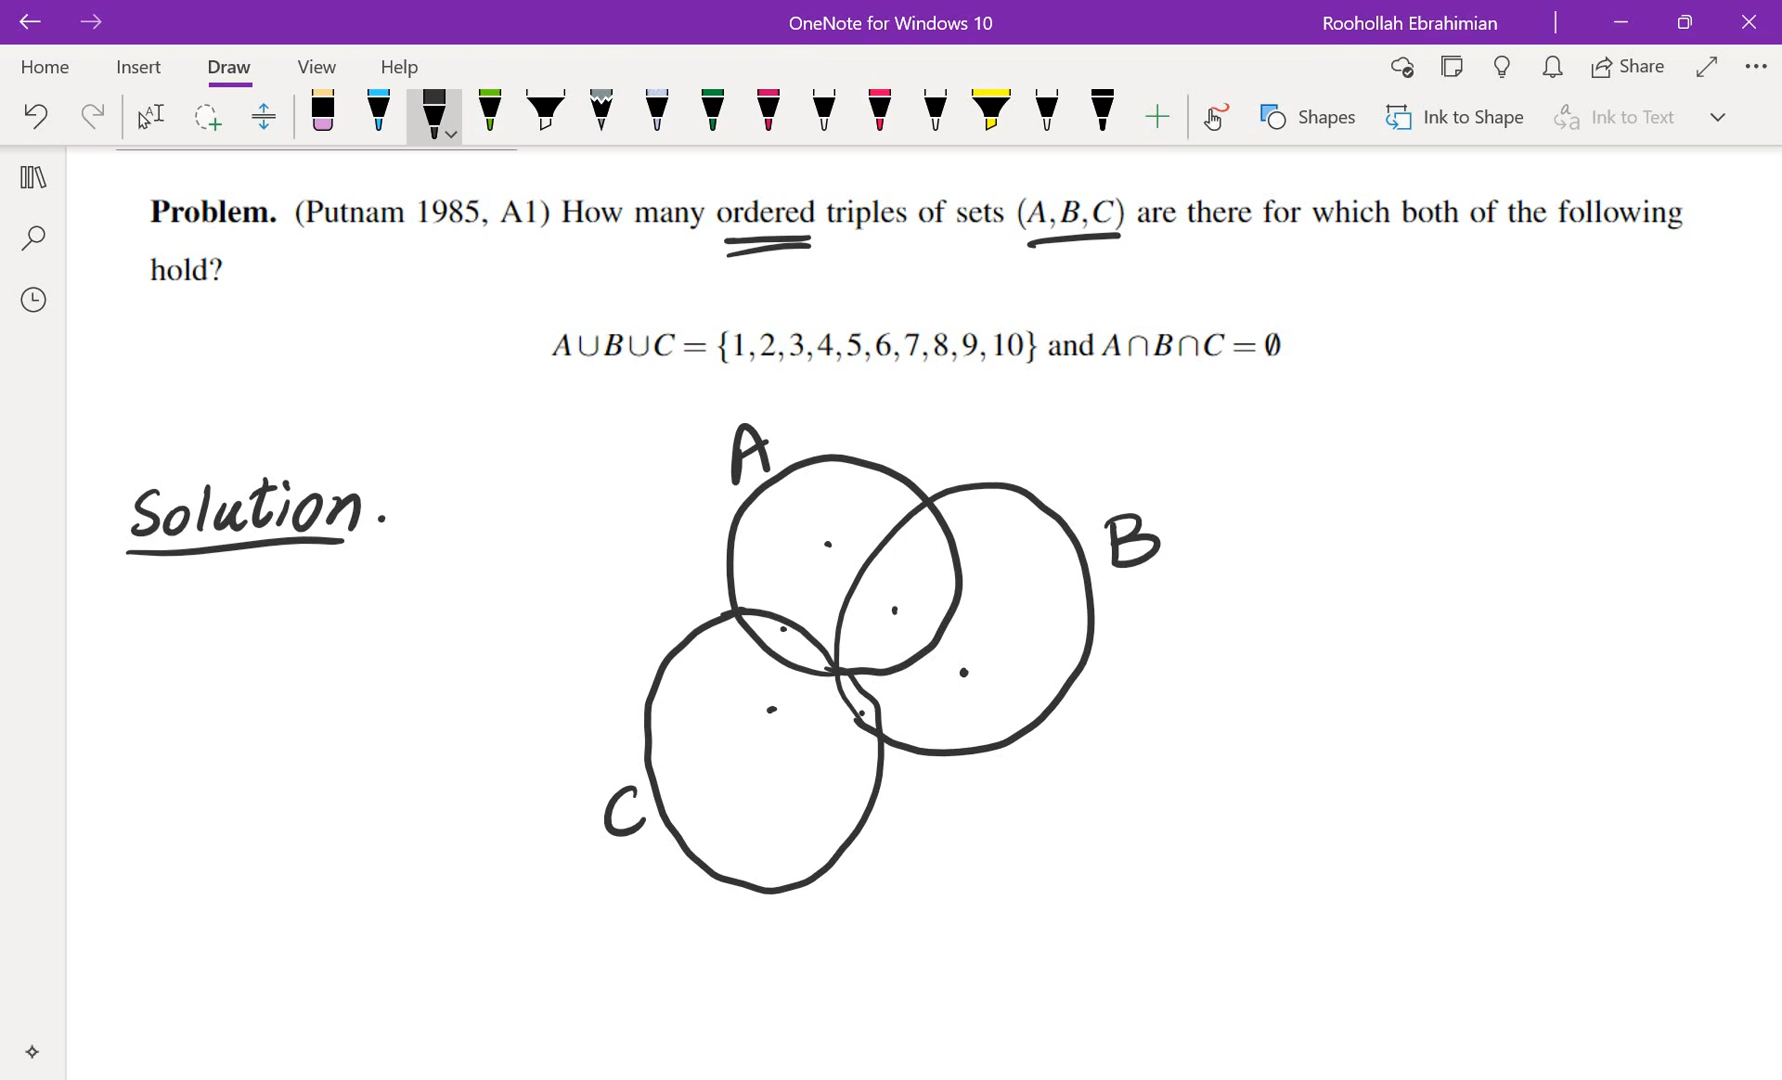 OneNote for Windows 10
Roohollah Ebrahimian
Home Insert Draw View Help
Share
Shapes Ink to Shape Ink to Text
Problem. (Putnam 1985, A1) How many ordered triples of sets (A,B,C) are there for which both of the following
hold?
A∪B∪C = {1,2,3,4,5,6,7,8,9,10} and A∩B∩C = ∅
Solution.
A
B
C